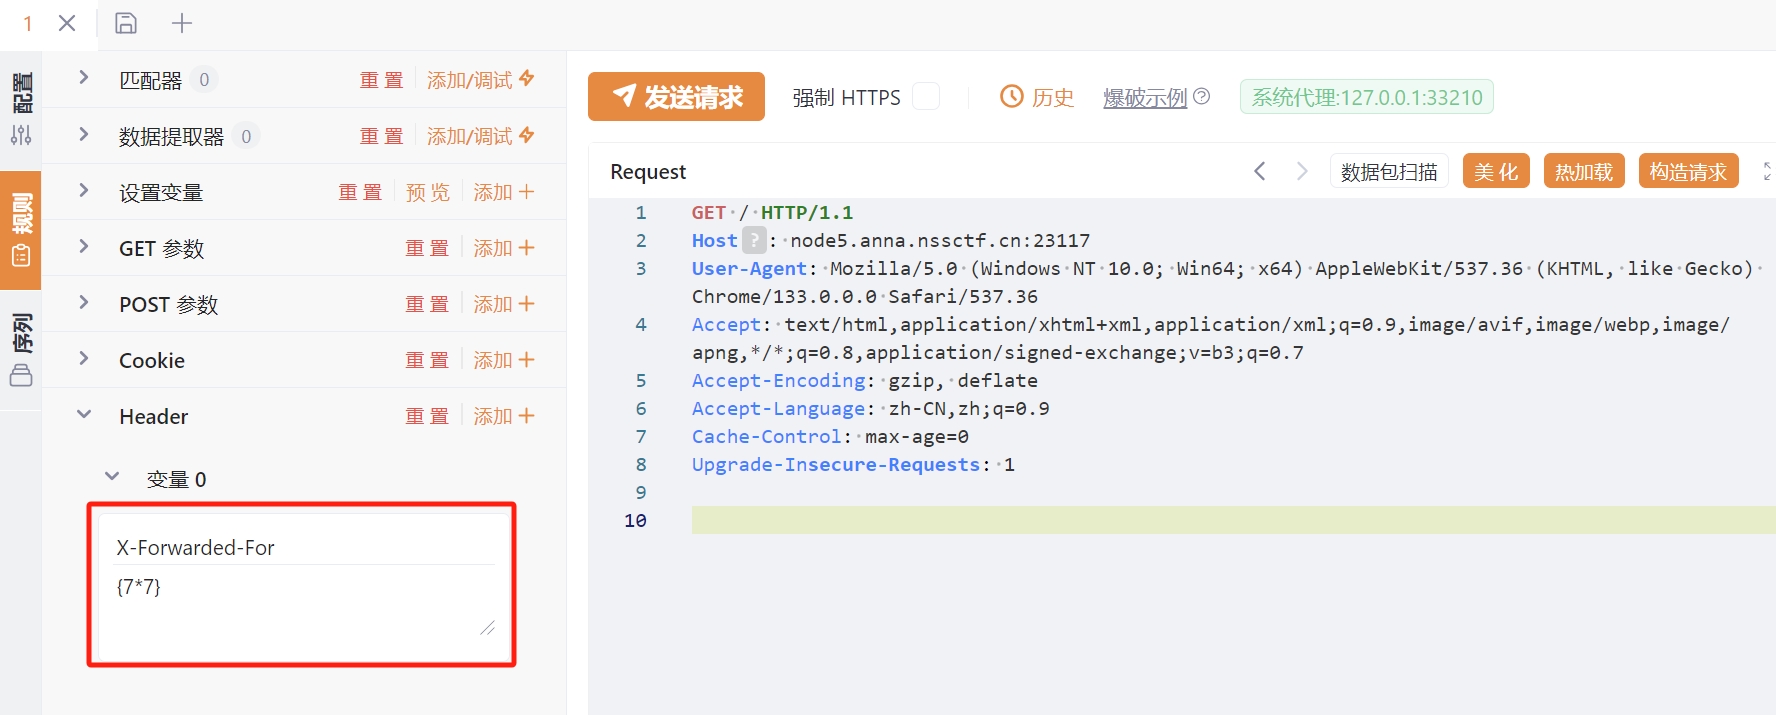 1
配置
规则
序列
匹配器 0 重置 添加/调试
数据提取器 0 重置 添加/调试
设置变量 重置 预览 添加
GET 参数 重置 添加
POST 参数 重置 添加
Cookie 重置 添加
Header 重置 添加
变量 0
X-Forwarded-For
{7*7}
发送请求 强制 HTTPS 历史 爆破示例 系统代理:127.0.0.1:33210
Request 数据包扫描 美化 热加载 构造请求
1 GET / HTTP/1.1
2 Host ? : node5.anna.nssctf.cn:23117
3 User-Agent: Mozilla/5.0 (Windows NT 10.0; Win64; x64) AppleWebKit/537.36 (KHTML, like Gecko)
Chrome/133.0.0.0 Safari/537.36
4 Accept: text/html,application/xhtml+xml,application/xml;q=0.9,image/avif,image/webp,image/
apng,*/*;q=0.8,application/signed-exchange;v=b3;q=0.7
5 Accept-Encoding: gzip, deflate
6 Accept-Language: zh-CN,zh;q=0.9
7 Cache-Control: max-age=0
8 Upgrade-Insecure-Requests: 1
9
10